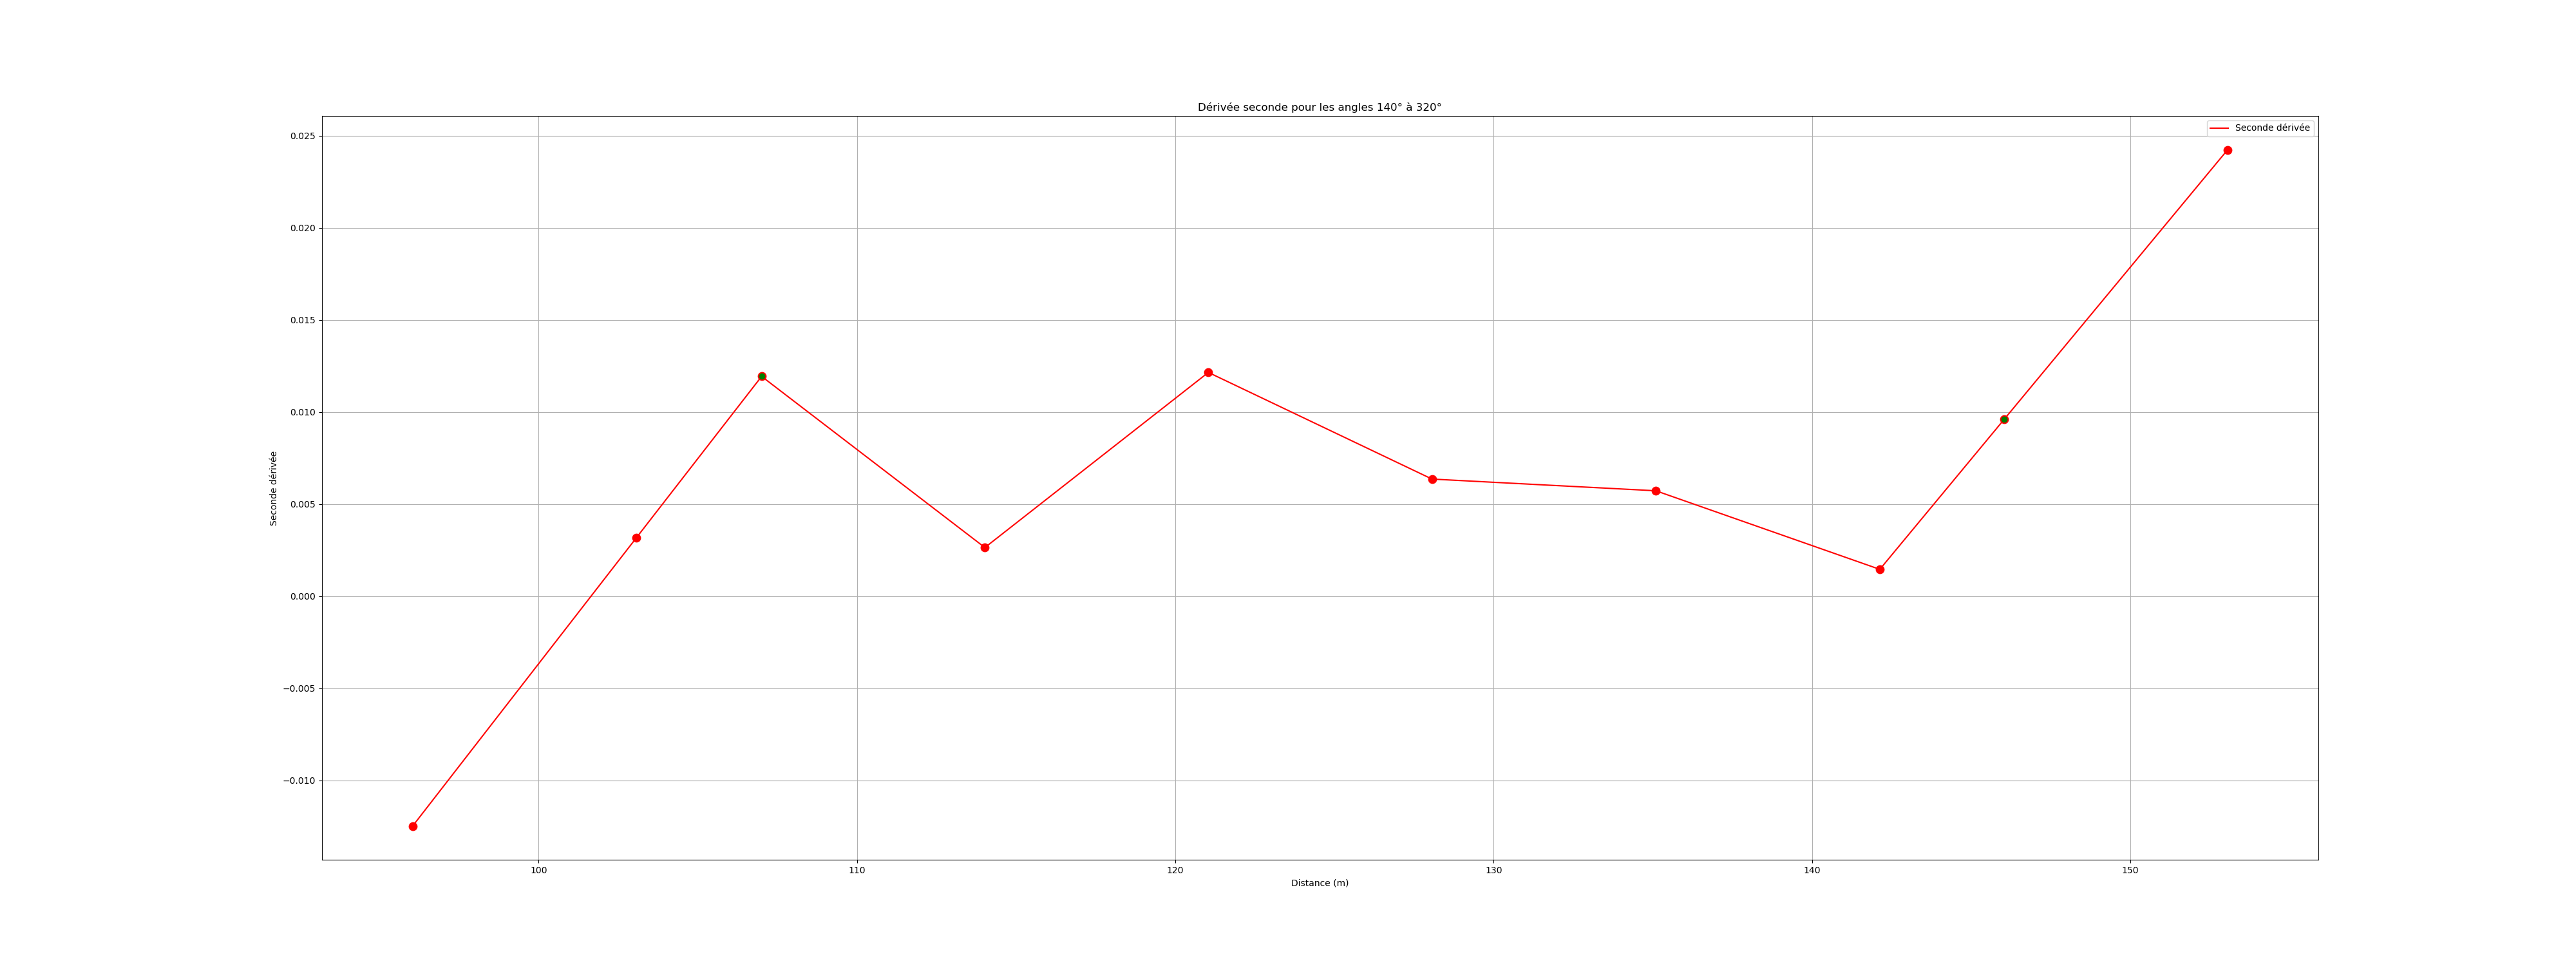 Dérivée seconde pour les angles 140° à 320°
Seconde dérivée
0.025
0.020
0.015
0.010
0.005
0.000
−0.005
−0.010
Seconde dérivée
100 110 120 130 140 150
Distance (m)